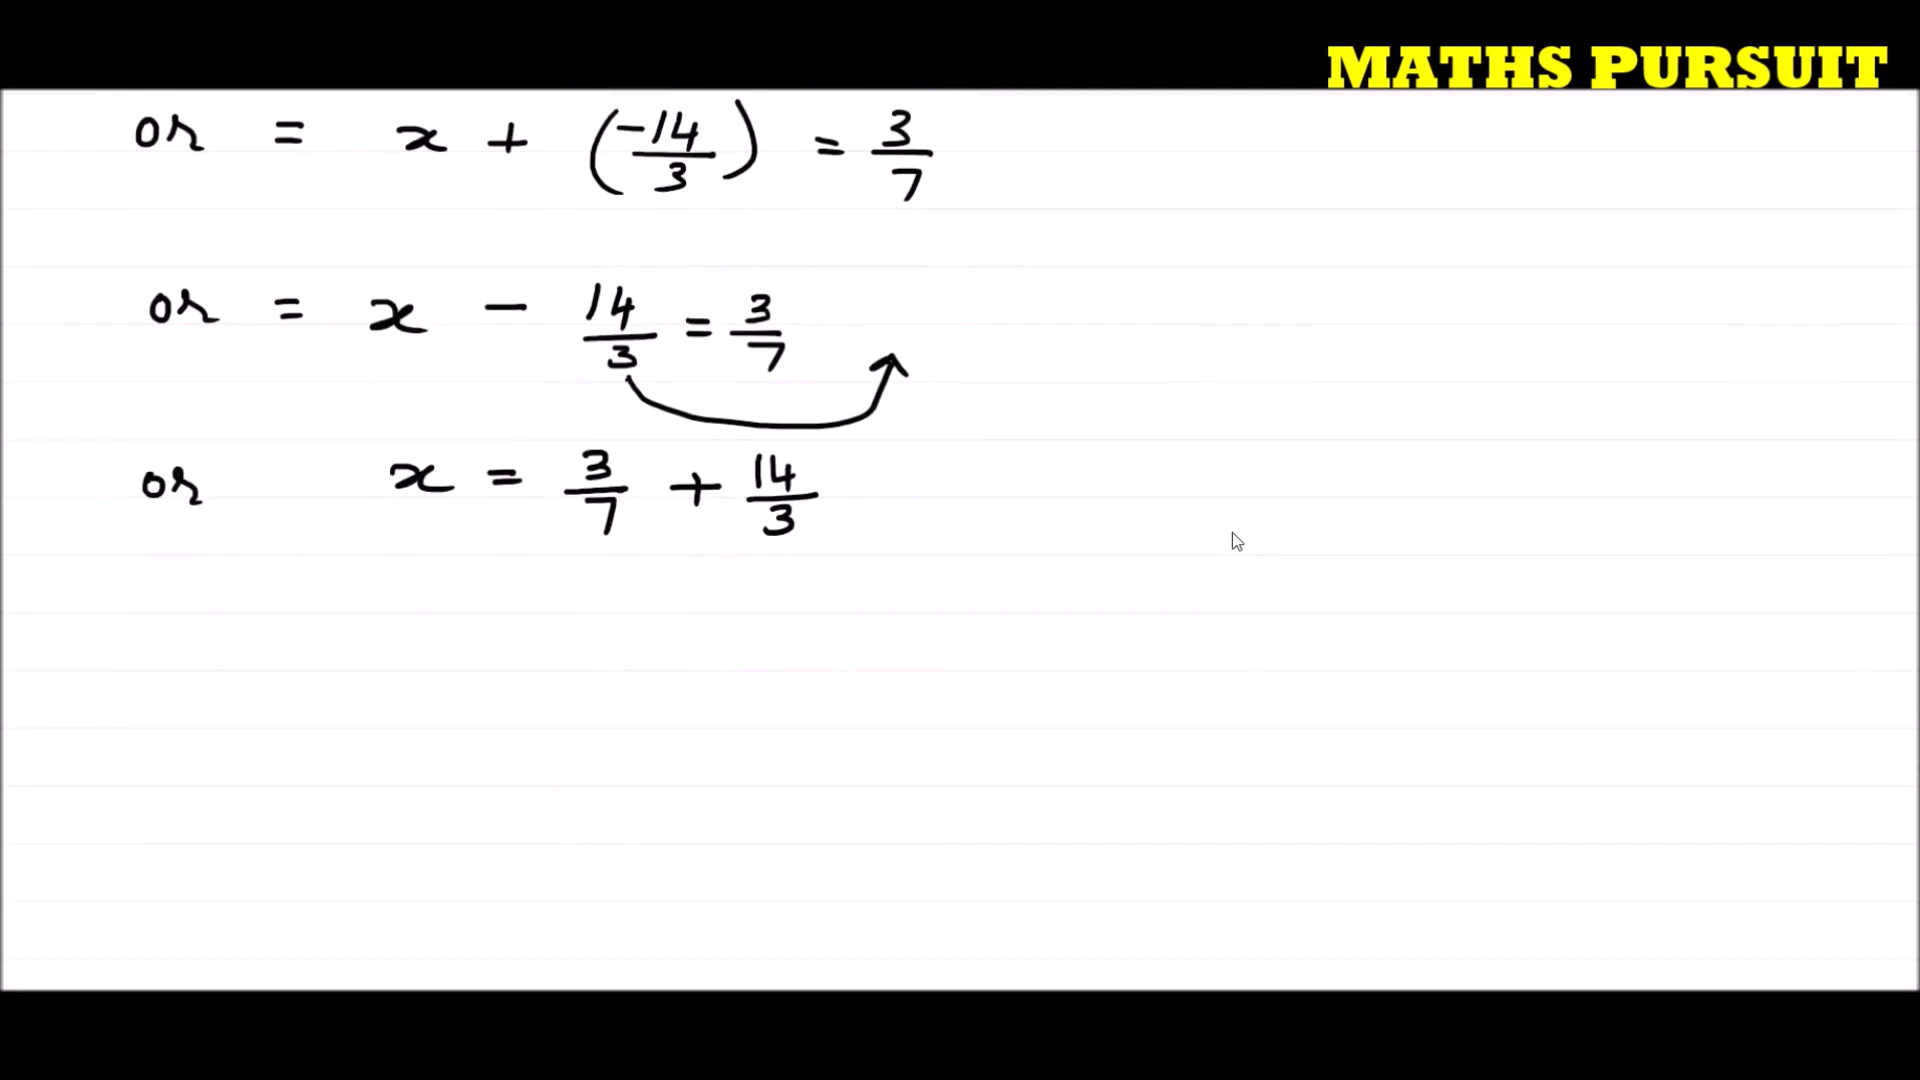 MATHS PURSUIT
or = x + (-14/3) = 3/7
or = x - 14/3 = 3/7
or x = 3/7 + 14/3